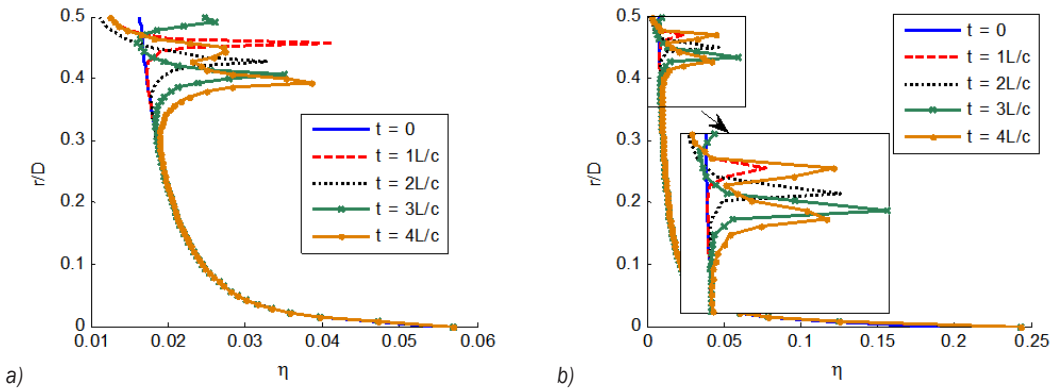 0.5
0.4
0.3
0.2
0.1
0
r/D
0.01 0.02 0.03 0.04 0.05 0.06
η
t = 0
t = 1L/c
t = 2L/c
t = 3L/c
t = 4L/c
a)
0.5
0.4
0.3
0.2
0.1
0
r/D
0 0.05 0.1 0.15 0.2 0.25
η
t = 0
t = 1L/c
t = 2L/c
t = 3L/c
t = 4L/c
b)